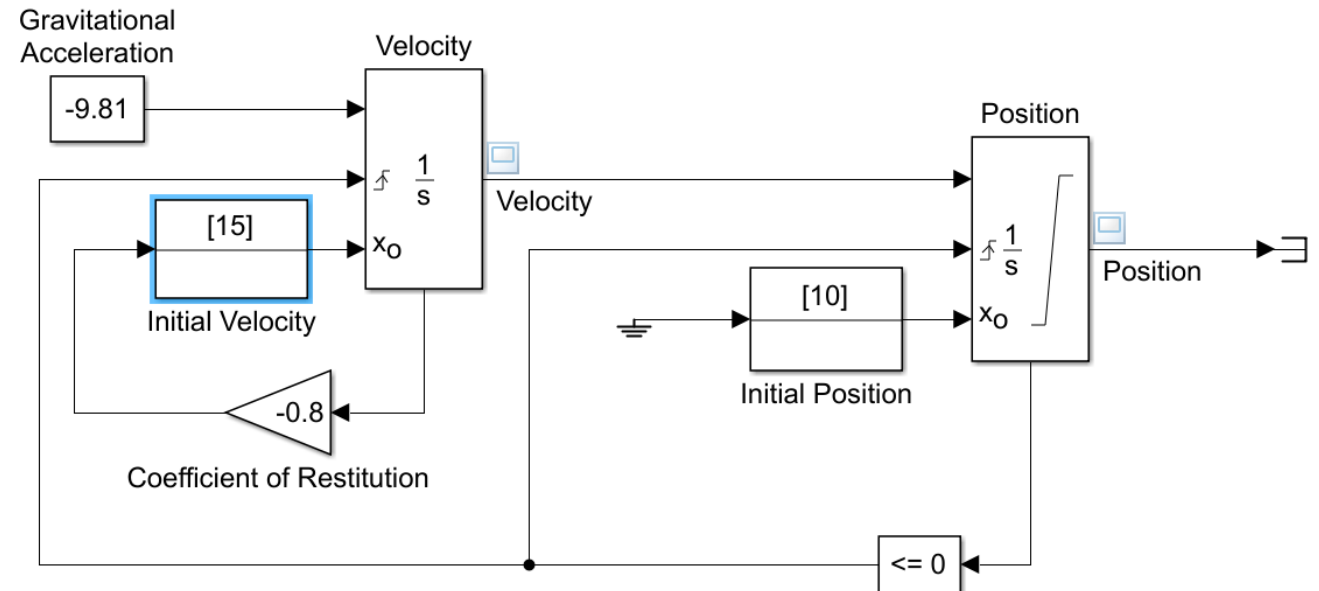 Gravitational
Acceleration
-9.81
Velocity
1
s
xo
[15]
Initial Velocity
-0.8
Coefficient of Restitution
Velocity
Position
1
s
xo
[10]
Initial Position
Position
<= 0